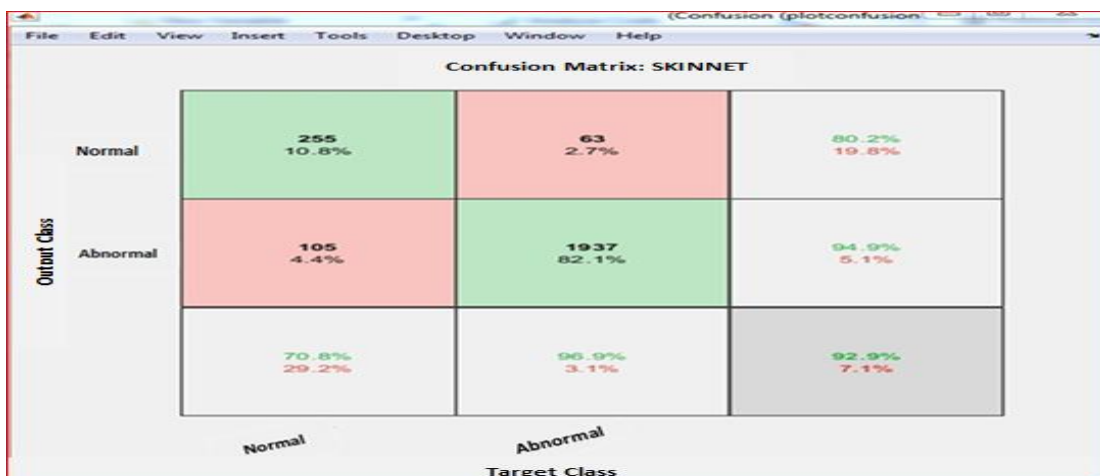 (Confusion (plotconfusion
File Edit View Insert Tools Desktop Window Help
Confusion Matrix: SKINNET
Output Class
Normal
255
10.8%
63
2.7%
80.2%
19.8%
Abnormal
105
4.4%
1937
82.1%
94.9%
5.1%
70.8%
29.2%
96.9%
3.1%
92.9%
7.1%
Normal
Abnormal
Target Class